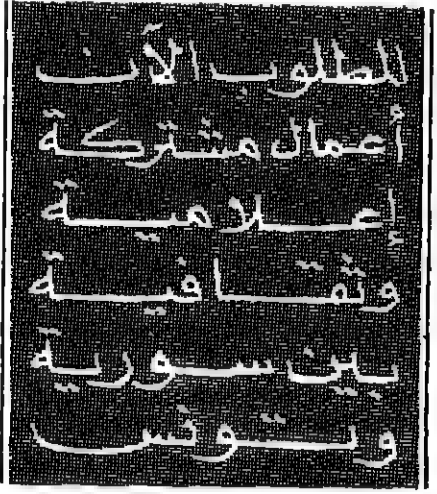 المطلوب الآن
أعمال مشتركة
إعلامية
وثقافية
بين سورية
وتونس